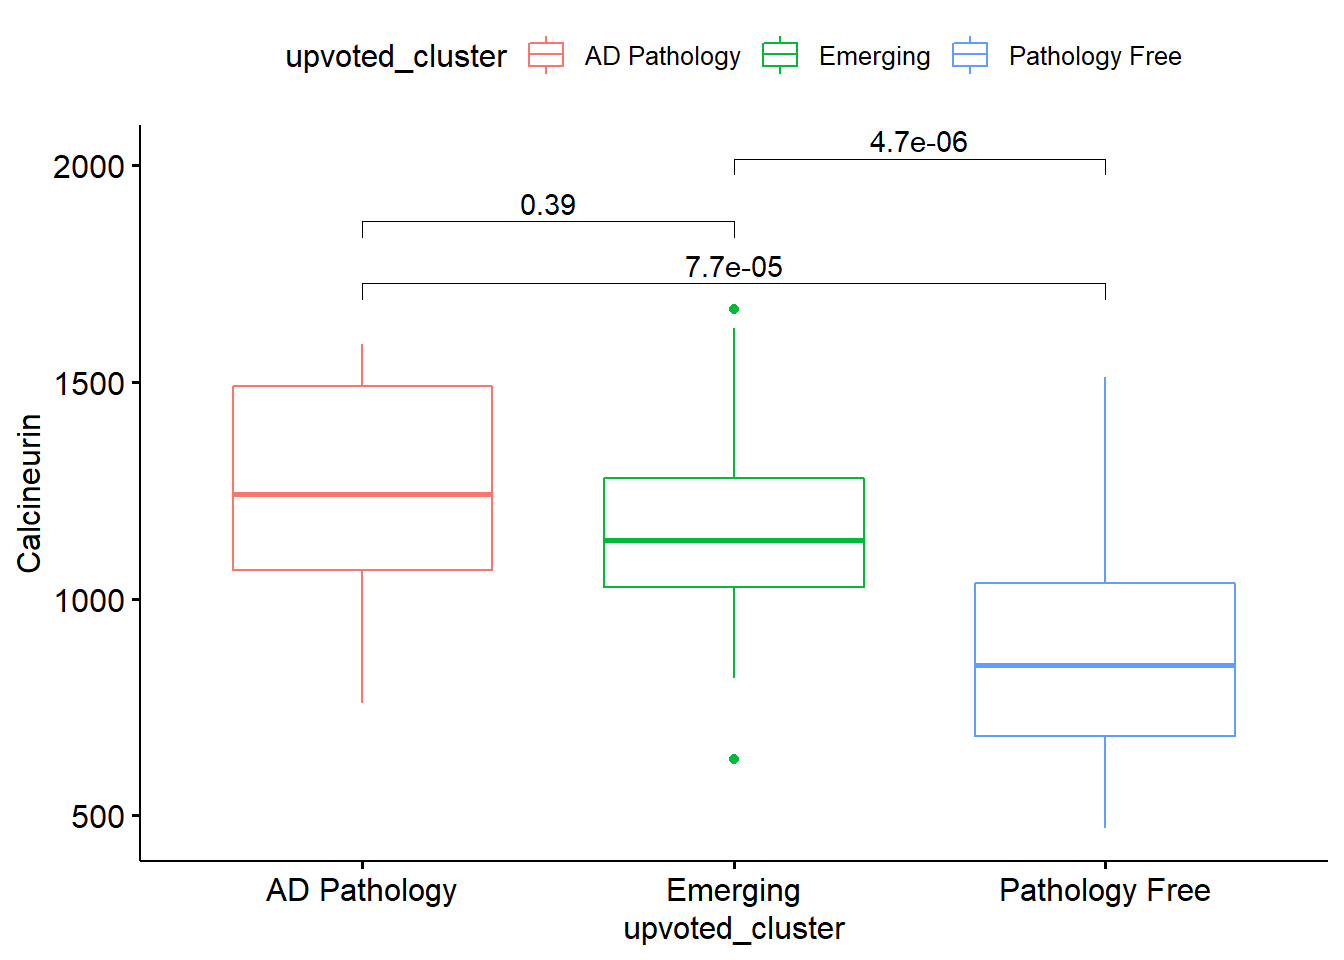 upvoted_cluster AD Pathology Emerging Pathology Free
2000
1500
1000
500
Calcineurin
4.7e-06
0.39
7.7e-05
AD Pathology Emerging Pathology Free
upvoted_cluster